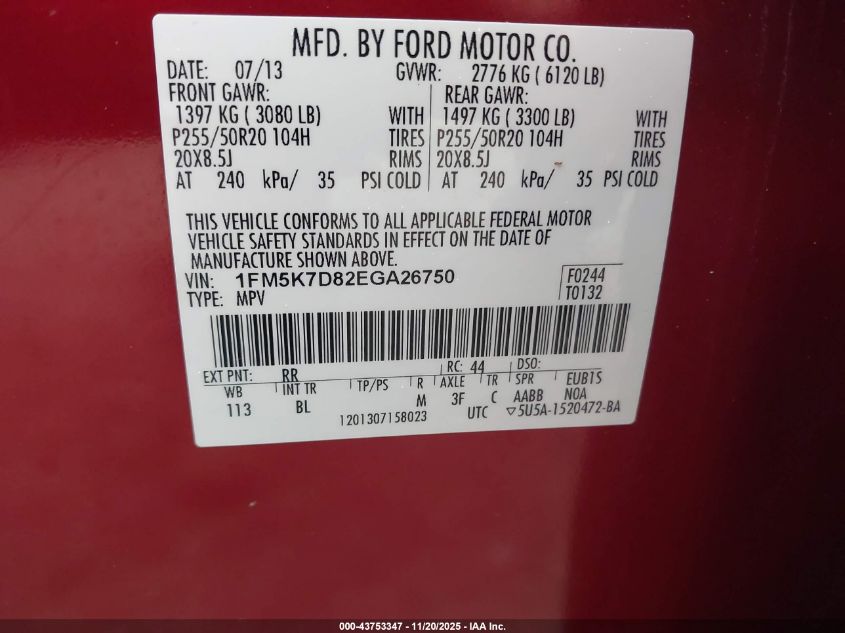 MFD. BY FORD MOTOR CO.
DATE: 07/13 GVWR: 2776 KG ( 6120 LB)
FRONT GAWR: REAR GAWR:
1397 KG ( 3080 LB) WITH 1497 KG ( 3300 LB) WITH
P255/50R20 104H TIRES P255/50R20 104H TIRES
20X8.5J RIMS 20X8.5J RIMS
AT 240 kPa/ 35 PSI COLD AT 240 kPa/ 35 PSI COLD
THIS VEHICLE CONFORMS TO ALL APPLICABLE FEDERAL MOTOR
VEHICLE SAFETY STANDARDS IN EFFECT ON THE DATE OF
MANUFACTURE SHOWN ABOVE.
VIN: 1FM5K7D82EGA26750 F0244
TYPE: MPV T0132
EXT PNT: RR RC: 44 DSO:
WB INT TR TP/PS R AXLE TR SPR EUB1S
113 BL M 3F C AABB NOA
1201307158023 UTC ▽5U5A-1520472-BA
000-43753347 - 11/20/2025 - IAA Inc.